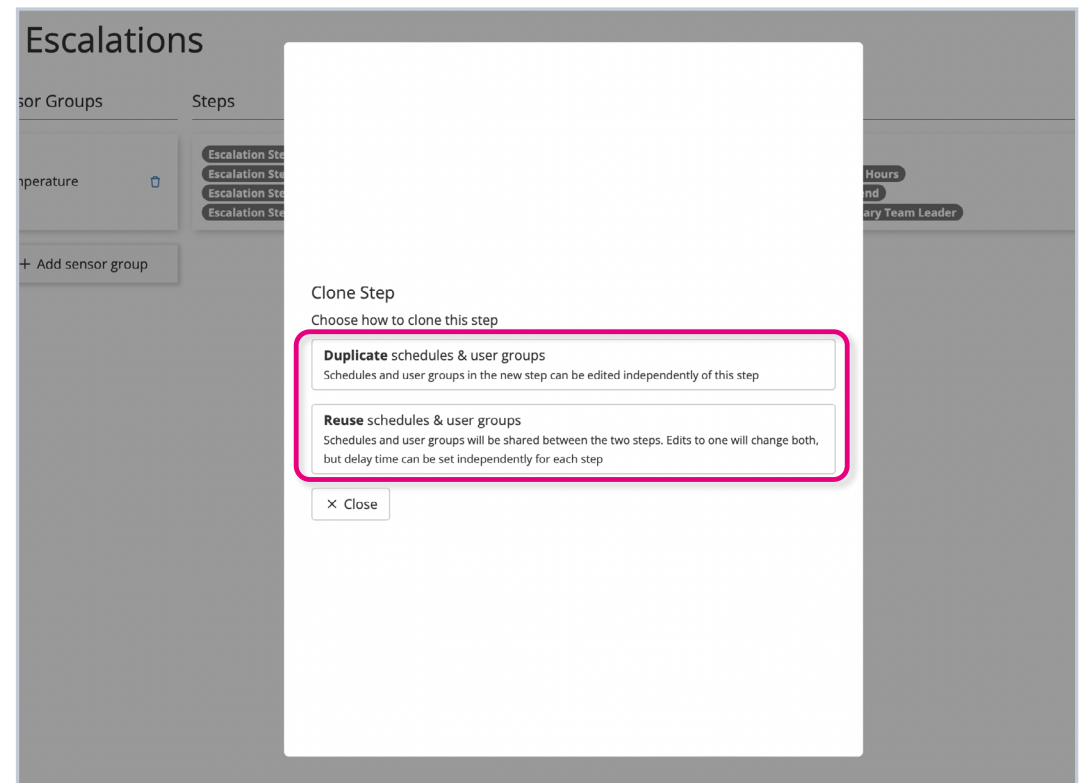 Escalations
sor Groups
Steps
Escalation Ste
Escalation Ste
Hours
nperature
Escalation Ste
end
Escalation Ste
ary Team Leader
+ Add sensor group
Clone Step
Choose how to clone this step
Duplicate schedules & user groups
Schedules and user groups in the new step can be edited independently of this step
Reuse schedules & user groups
Schedules and user groups will be shared between the two steps. Edits to one will change both,
but delay time can be set independently for each step
× Close